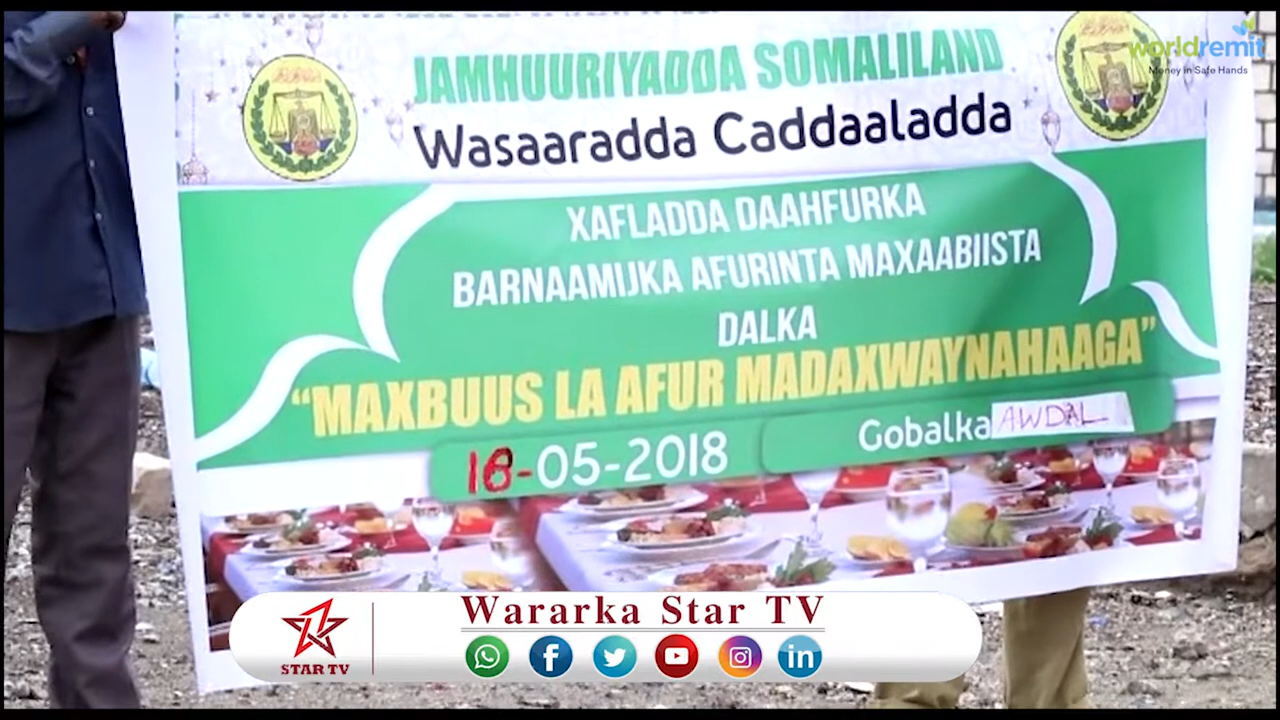 JAMHUURIYADDA SOMALILAND
Wasaaradda Caddaaladda
XAFLADDA DAAHFURKA
BARNAAMIJKA AFURINTA MAXAABIISTA
DALKA
“MAXBUUS LA AFUR MADAXWAYNAHAAGA”
18-05-2018
Gobalka AWDAL
worldremit
Money in Safe Hands
Wararka Star TV
STAR TV